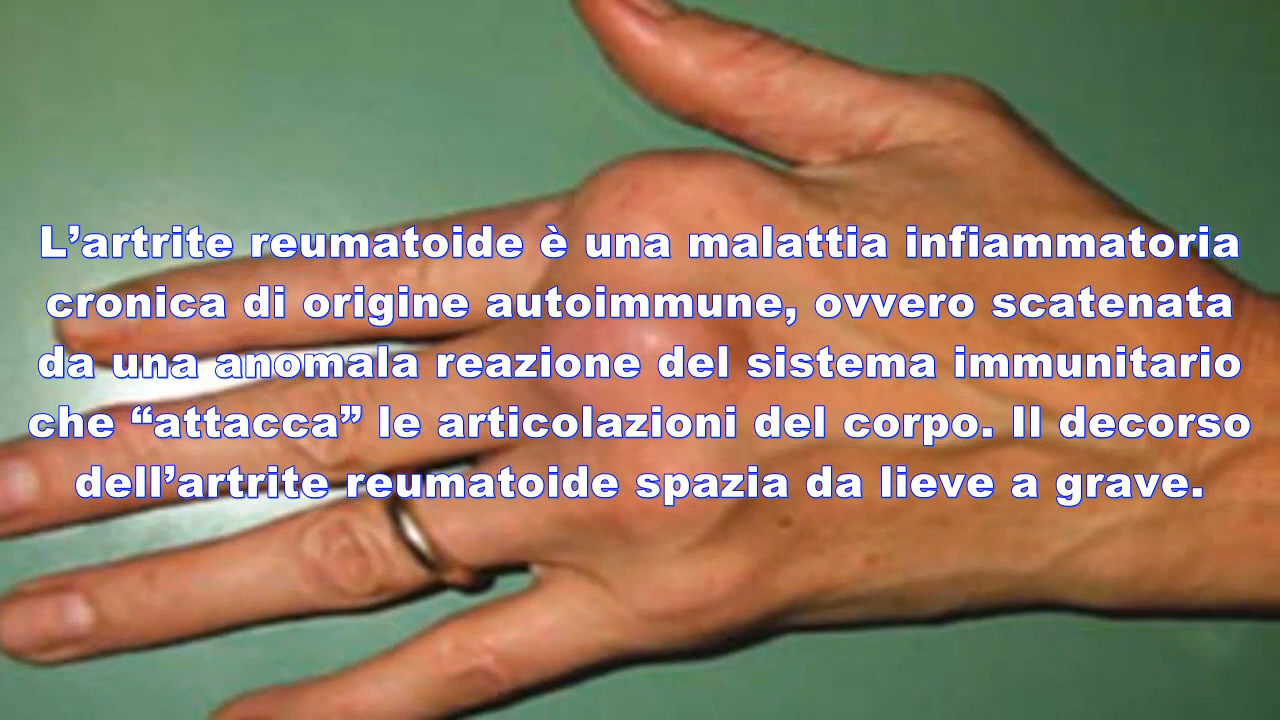 L’artrite reumatoide è una malattia infiammatoria
cronica di origine autoimmune, ovvero scatenata
da una anomala reazione del sistema immunitario
che “attacca” le articolazioni del corpo. Il decorso
dell’artrite reumatoide spazia da lieve a grave.